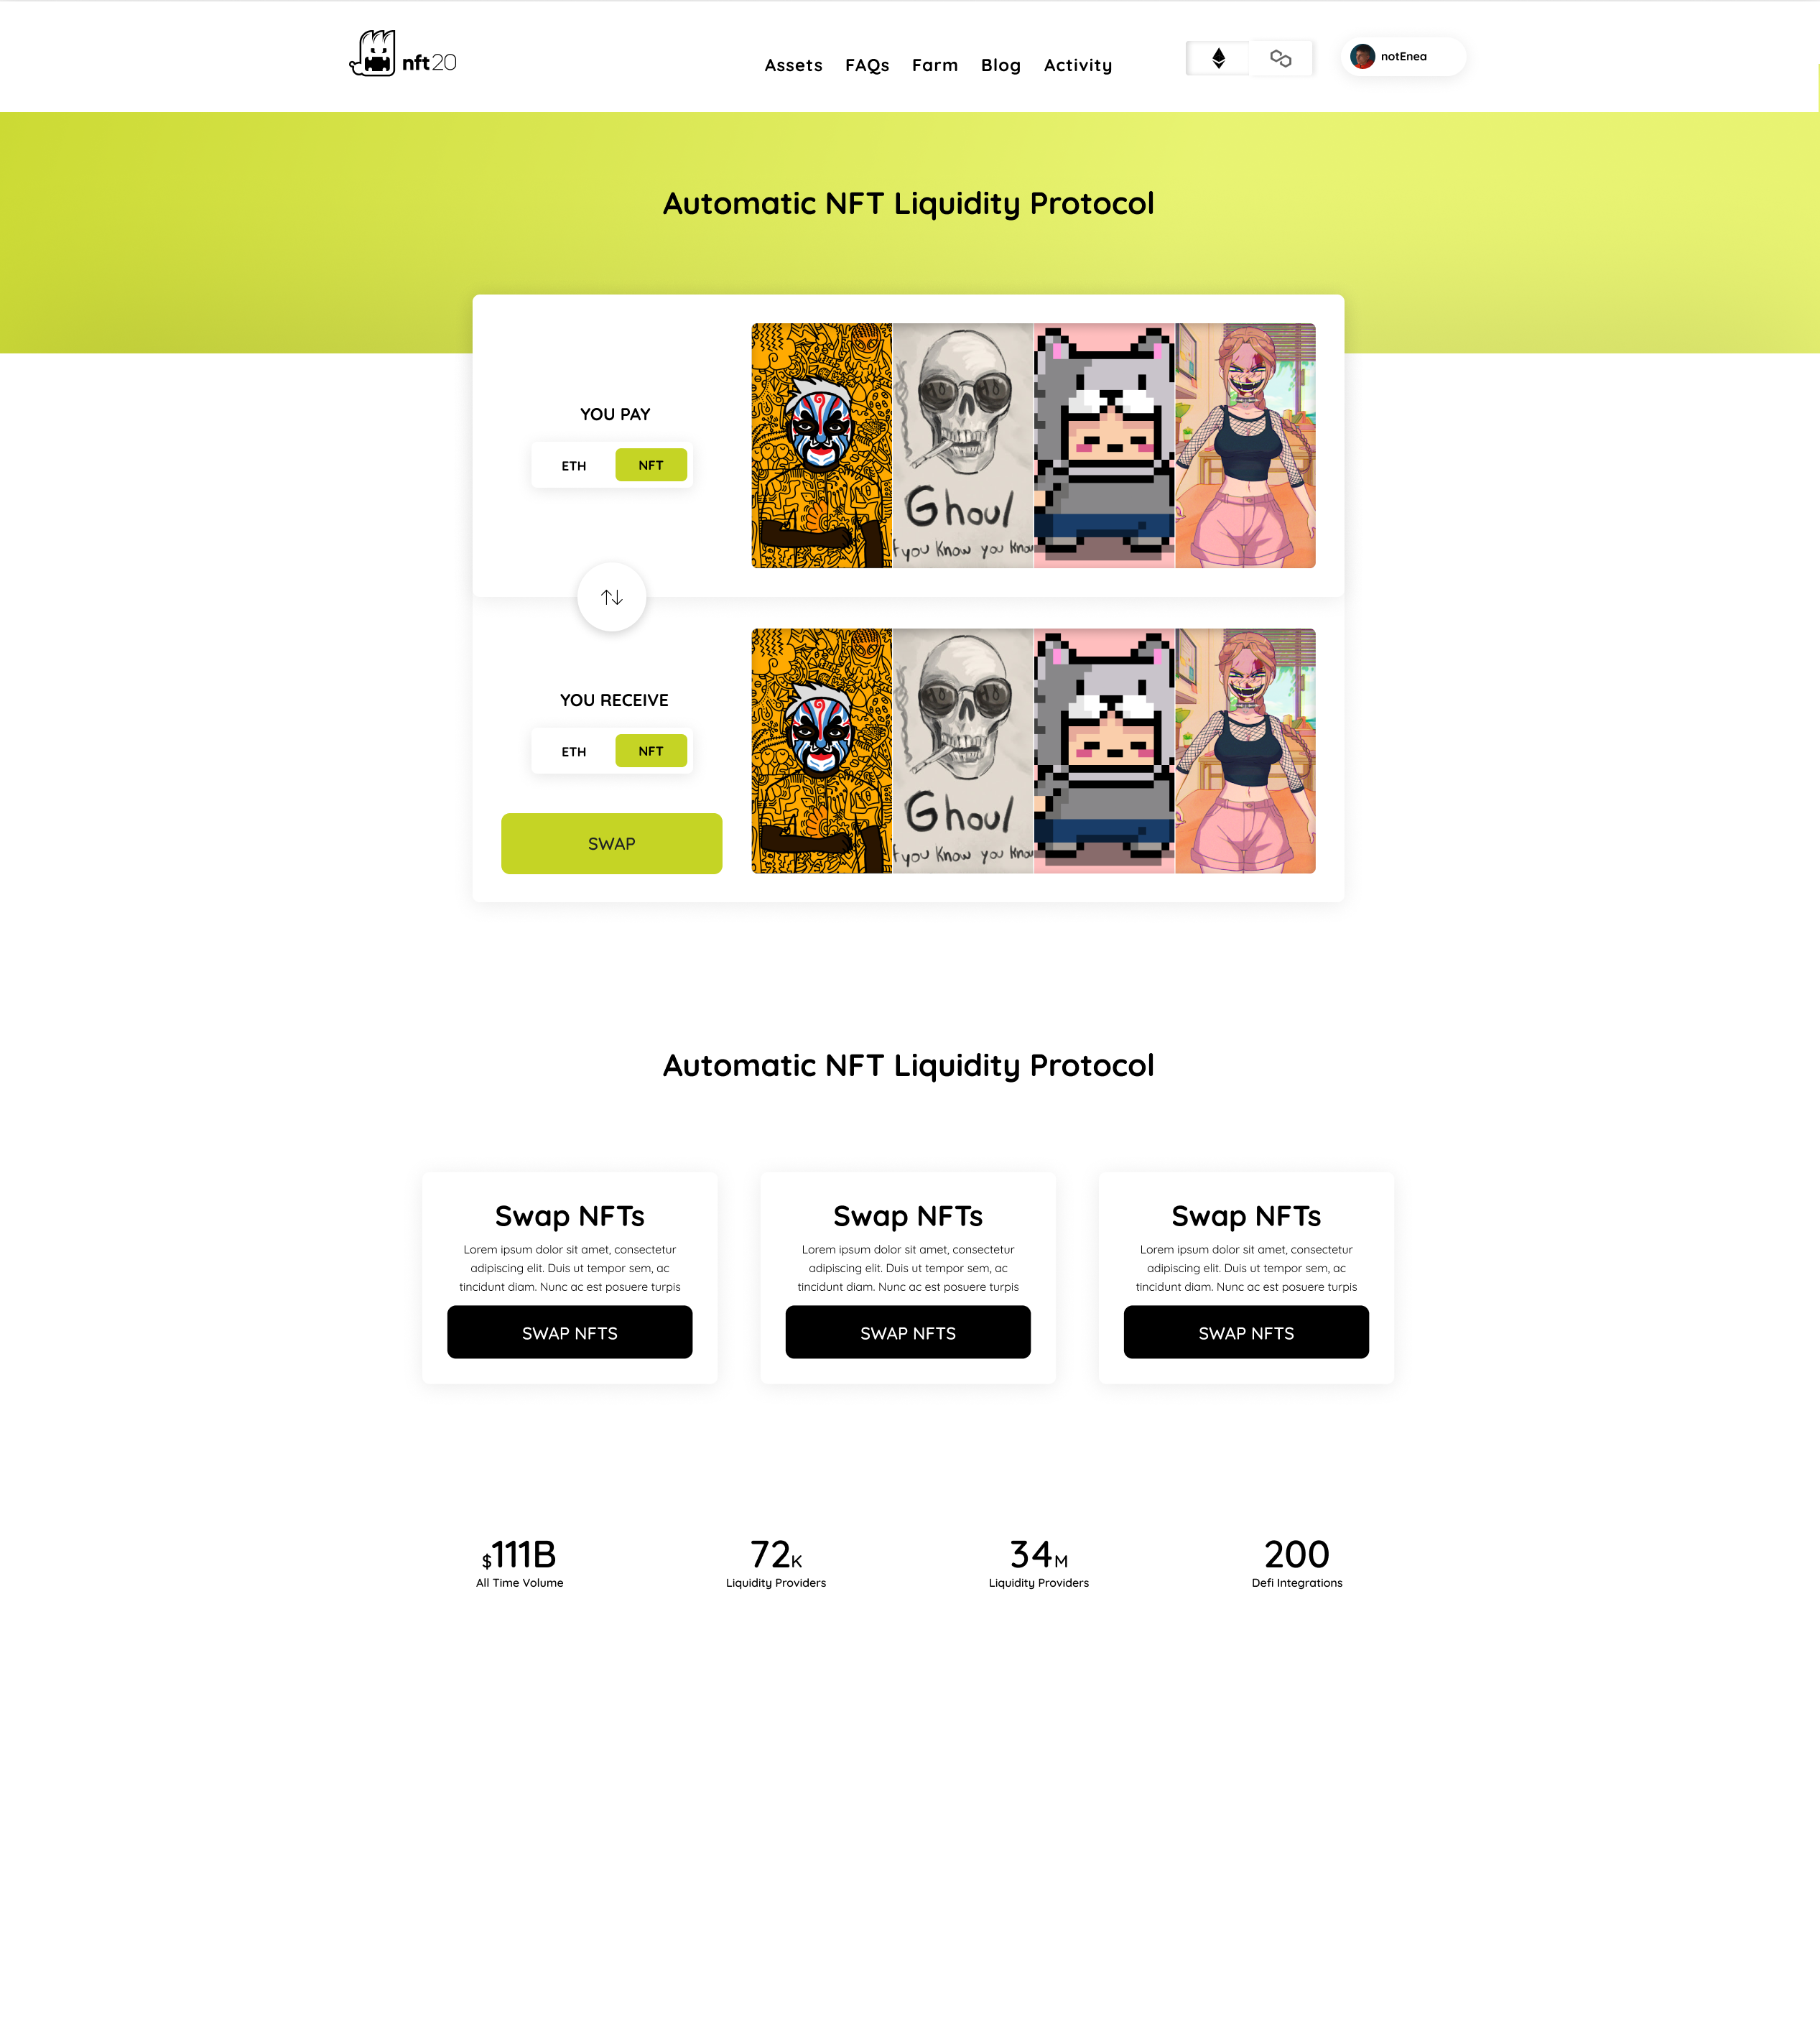 nft20
Assets FAQs Farm Blog Activity
notEnea
Automatic NFT Liquidity Protocol
YOU PAY
ETH NFT
Ghoul
f you know you know
YOU RECEIVE
ETH NFT
SWAP
Ghoul
f you know you know
Automatic NFT Liquidity Protocol
Swap NFTs
Lorem ipsum dolor sit amet, consectetur
adipiscing elit. Duis ut tempor sem, ac
tincidunt diam. Nunc ac est posuere turpis
SWAP NFTS
Swap NFTs
Lorem ipsum dolor sit amet, consectetur
adipiscing elit. Duis ut tempor sem, ac
tincidunt diam. Nunc ac est posuere turpis
SWAP NFTS
Swap NFTs
Lorem ipsum dolor sit amet, consectetur
adipiscing elit. Duis ut tempor sem, ac
tincidunt diam. Nunc ac est posuere turpis
SWAP NFTS
$111B
All Time Volume
72K
Liquidity Providers
34M
Liquidity Providers
200
Defi Integrations